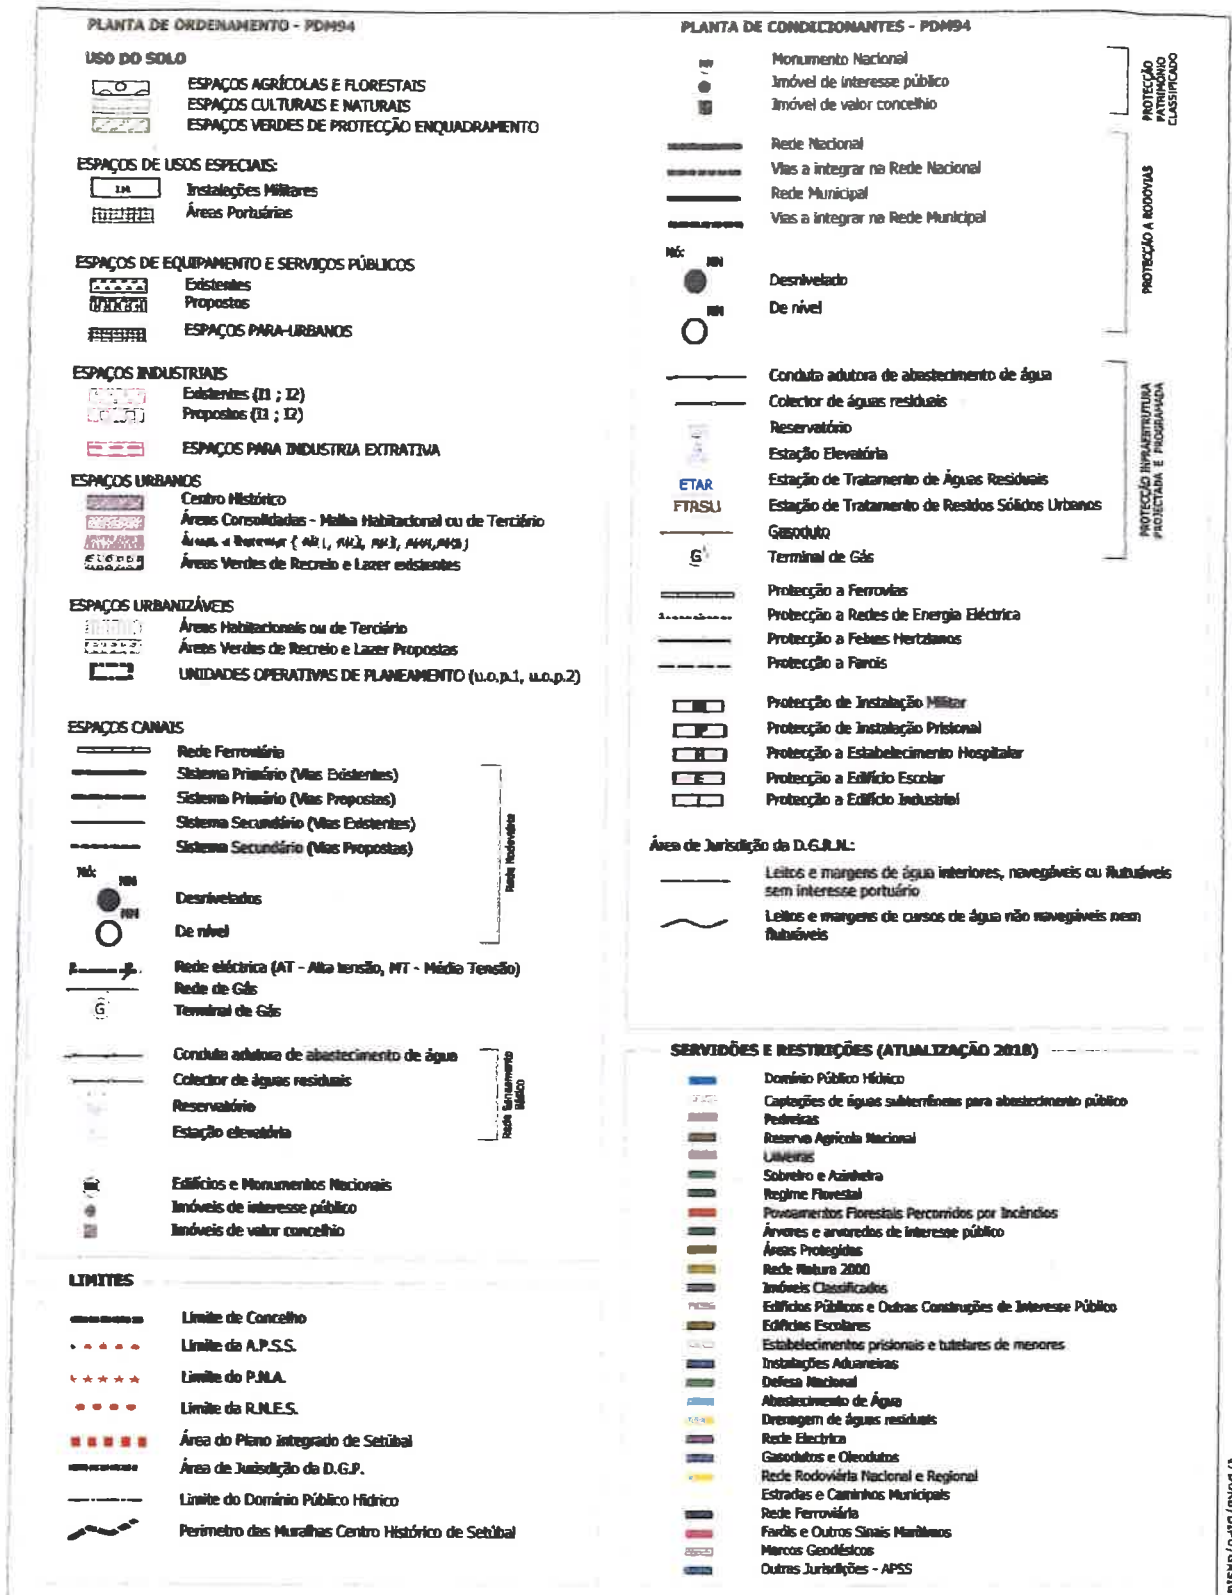 PLANTA DE ORDENAMENTO - PDM94
USO DO SOLO
ESPAÇOS AGRÍCOLAS E FLORESTAIS
ESPAÇOS CULTURAIS E NATURAIS
ESPAÇOS VERDES DE PROTECÇÃO ENQUADRAMENTO
ESPAÇOS DE USOS ESPECIAIS:
IM Instalações Militares
Áreas Portuárias
ESPAÇOS DE EQUIPAMENTO E SERVIÇOS PÚBLICOS
Existentes
Propostos
ESPAÇOS PARA-URBANOS
ESPAÇOS INDUSTRIAIS
Existentes (I1 ; I2)
Propostos (I1 ; I2)
ESPAÇOS PARA INDUSTRIA EXTRATIVA
ESPAÇOS URBANOS
Centro Histórico
Áreas Consolidadas - Malha Habitacional ou de Terciário
Áreas Verdes de Recreio e Lazer existentes
ESPAÇOS URBANIZÁVEIS
Áreas Habitacionais ou de Terciário
Áreas Verdes de Recreio e Lazer Propostas
UNIDADES OPERATIVAS DE PLANEAMENTO (u.o.p.1, u.o.p.2)
ESPAÇOS CANAIS
Rede Ferroviária
Sistema Primário (Vias Existentes)
Sistema Primário (Vias Propostas)
Sistema Secundário (Vias Existentes)
Sistema Secundário (Vias Propostas)
Nó:
NN
Desnivelados
NN
De nível
Rede Rodoviária
Rede eléctrica (AT - Alta tensão, MT - Média Tensão)
Rede de Gás
G Terminal de Gás
Conduta adutora de abastecimento de água
Colector de águas residuais
Reservatório
Estação elevatória
Rede Saneamento
Básico
Edifícios e Monumentos Nacionais
Imóveis de interesse público
Imóveis de valor concelhio
LIMITES
Limite de Concelho
Limite da A.P.S.S.
Limite do P.N.A.
Limite da R.N.E.S.
Área do Plano Integrado de Setúbal
Área de Jurisdição da D.G.P.
Limite do Domínio Público Hídrico
Perimetro das Muralhas Centro Histórico de Setúbal
PLANTA DE CONDICIONANTES - PDM94
NN Monumento Nacional
Imóvel de interesse público
Imóvel de valor concelhio
PROTECÇÃO
PATRIMÓNIO
CLASSIFICADO
Rede Nacional
Vias a integrar na Rede Nacional
Rede Municipal
Vias a integrar na Rede Municipal
Nó:
NN
Desnivelado
NN
De nível
PROTECÇÃO A RODOVIAS
Conduta adutora de abastecimento de água
Colector de águas residuais
Reservatório
Estação Elevatória
ETAR Estação de Tratamento de Águas Residuais
FTRSU Estação de Tratamento de Residos Sólidos Urbanos
Gasoduto
G Terminal de Gás
PROTECÇÃO INFRAESTRUTURA
PROJECTADA E PROGRAMADA
Protecção a Ferrovias
Protecção a Redes de Energia Eléctrica
Protecção a Feixes Hertzianos
Protecção a Farois
Protecção de Instalação Militar
P Protecção de Instalação Prisional
H Protecção a Estabelecimento Hospitalar
E Protecção a Edifício Escolar
I Protecção a Edifício Industrial
Área de Jurisdição da D.G.R.N.:
Leitos e margens de água interiores, navegáveis ou flutuáveis
sem interesse portuário
Leitos e margens de cursos de água não navegáveis nem
flutuáveis
SERVIDÕES E RESTRIÇÕES (ATUALIZAÇÃO 2018)
Domínio Público Hídrico
Captações de águas subterrâneas para abastecimento público
Pedreiras
Reserva Agrícola Nacional
Oliveiras
Sobreiro e Azinheira
Regime Florestal
Povoamentos Florestais Percorridos por Incêndios
Árvores e arvoredos de interesse público
Áreas Protegidas
Rede Natura 2000
Imóveis Classificados
Edifícios Públicos e Outras Construções de Interesse Público
Edifícios Escolares
Estabelecimentos prisionais e tutelares de menores
Instalações Aduaneiras
Defesa Nacional
Abastecimento de Água
Drenagem de águas residuais
Rede Electrica
Gasodutos e Oleodutos
Rede Rodoviéria Nacional e Regional
Estradas e Caminhos Municipais
Rede Ferroviária
Faróis e Outros Sinais Marítimos
Marcos Geodésicos
Outras Jurisdições - APSS